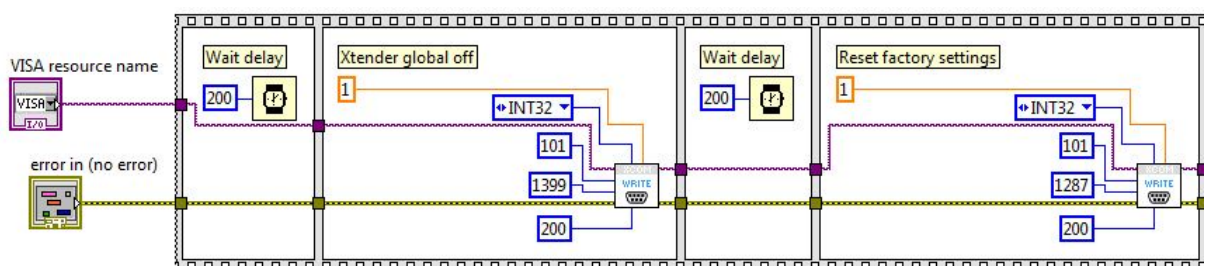 VISA resource name
VISA
I/O
error in (no error)
Wait delay
200
Xtender global off
1
INT32
101
1399
200
WRITE
Wait delay
200
Reset factory settings
1
INT32
101
1287
200
WRITE